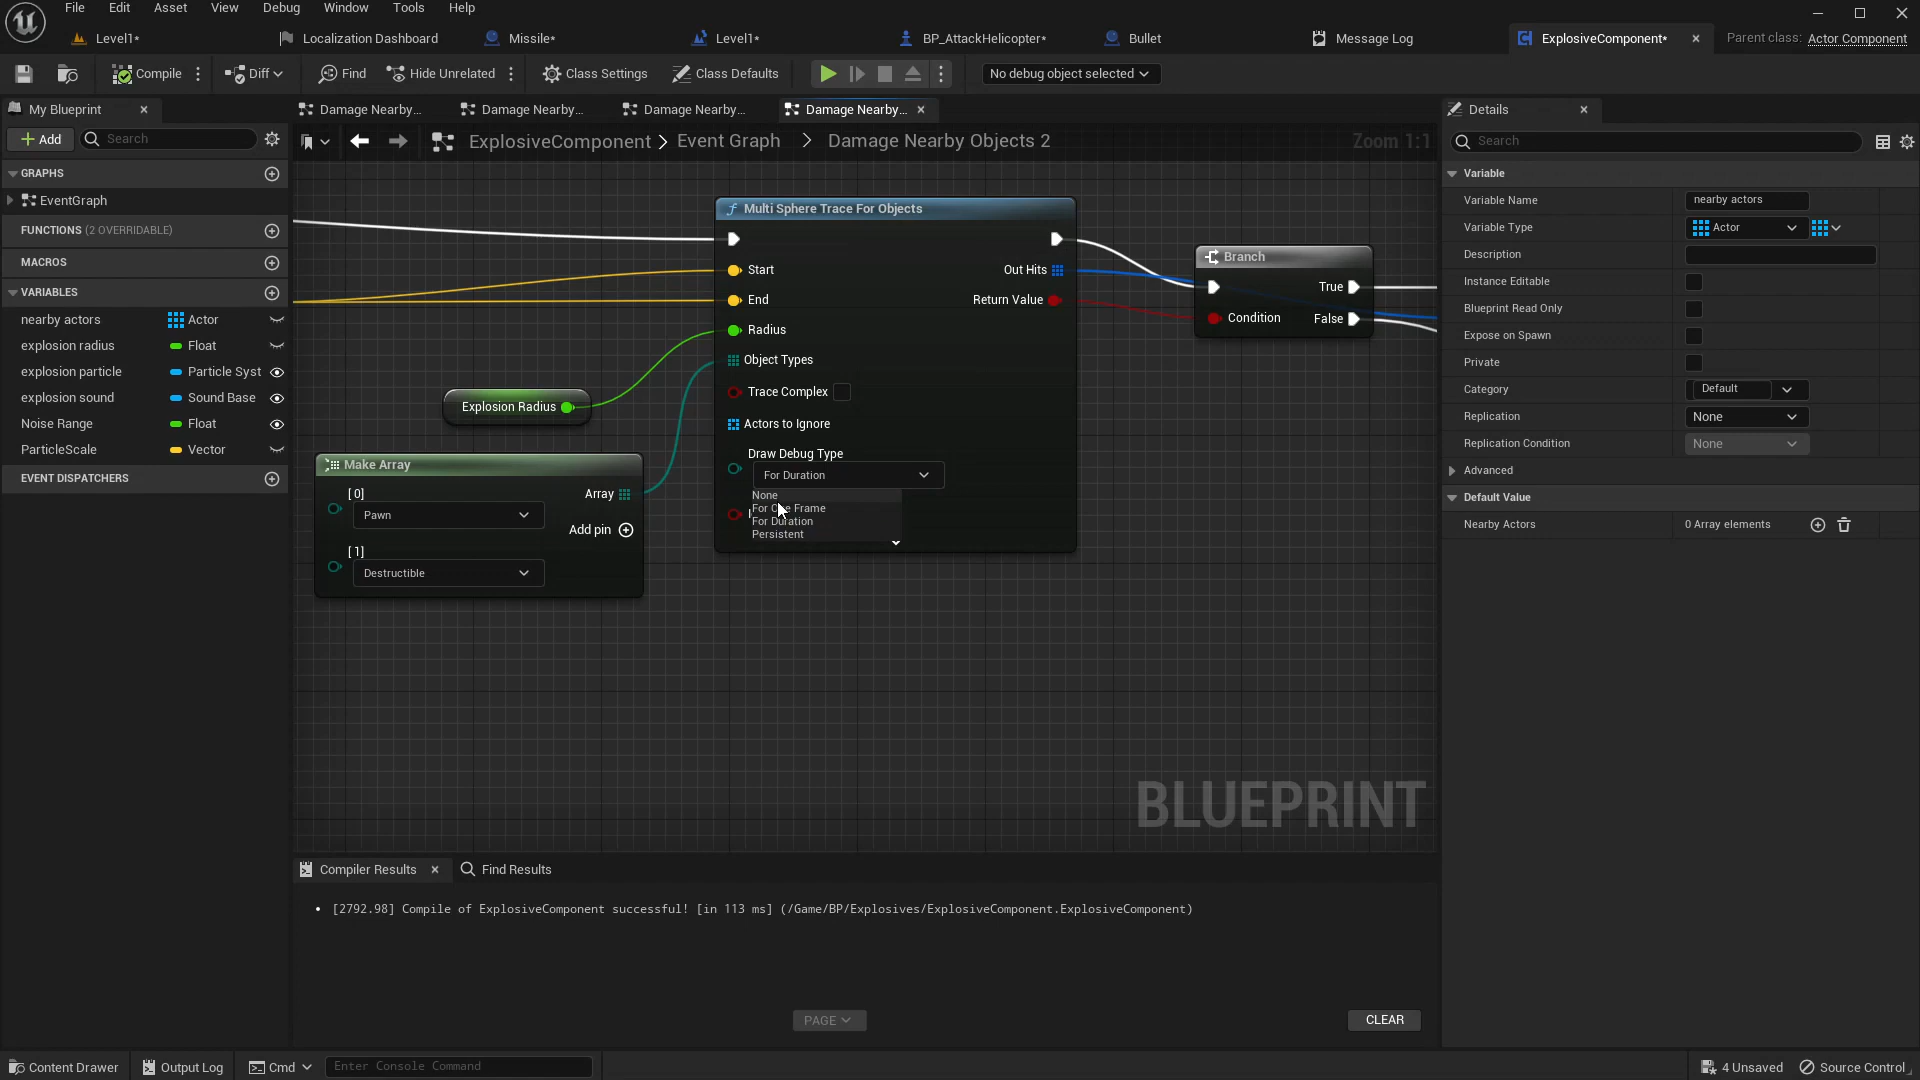 File Edit Asset View Debug Window Tools Help
Level1* Localization Dashboard Missile* Level1* BP_AttackHelicopter* Bullet Message Log ExplosiveComponent* Parent class: Actor Component
Compile Diff Find Hide Unrelated Class Settings Class Defaults No debug object selected
My Blueprint Damage Nearby... Damage Nearby... Damage Nearby... Damage Nearby... Details
Add Search ExplosiveComponent Event Graph Damage Nearby Objects 2 Zoom 1:1 Search
GRAPHS
EventGraph
FUNCTIONS (2 OVERRIDABLE)
MACROS
VARIABLES
nearby actors Actor
explosion radius Float
explosion particle Particle Syst
explosion sound Sound Base
Noise Range Float
ParticleScale Vector
EVENT DISPATCHERS
Multi Sphere Trace For Objects
Start Out Hits
End Return Value
Radius
Object Types
Trace Complex
Actors to Ignore
Draw Debug Type
For Duration
None
For One Frame
For Duration
Persistent
Explosion Radius
Make Array
[0] Array
Pawn
Add pin
[1]
Destructible
Branch
True
Condition False
BLUEPRINT
Variable
Variable Name nearby actors
Variable Type Actor
Description
Instance Editable
Blueprint Read Only
Expose on Spawn
Private
Category Default
Replication None
Replication Condition None
Advanced
Default Value
Nearby Actors 0 Array elements
Compiler Results Find Results
• [2792.98] Compile of ExplosiveComponent successful! [in 113 ms] (/Game/BP/Explosives/ExplosiveComponent.ExplosiveComponent)
PAGE CLEAR
Content Drawer Output Log Cmd Enter Console Command 4 Unsaved Source Control